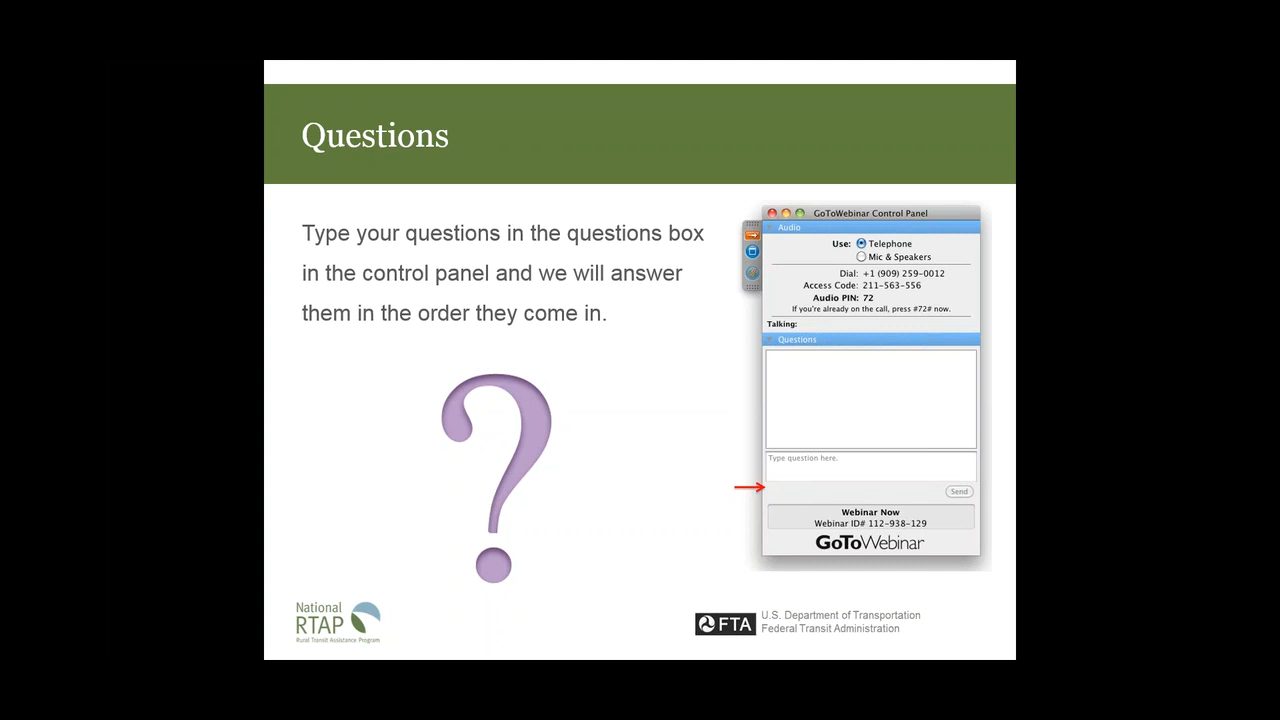 Questions
Type your questions in the questions box
in the control panel and we will answer
them in the order they come in.
?
GoToWebinar Control Panel
Audio
Use: Telephone
Mic & Speakers
Dial: +1 (909) 259-0012
Access Code: 211-563-556
Audio PIN: 72
If you're already on the call, press #72# now.
Talking:
Questions
Type question here.
Send
Webinar Now
Webinar ID# 112-938-129
GoToWebinar
National
RTAP
Rural Transit Assistance Program
FTA
U.S. Department of Transportation
Federal Transit Administration